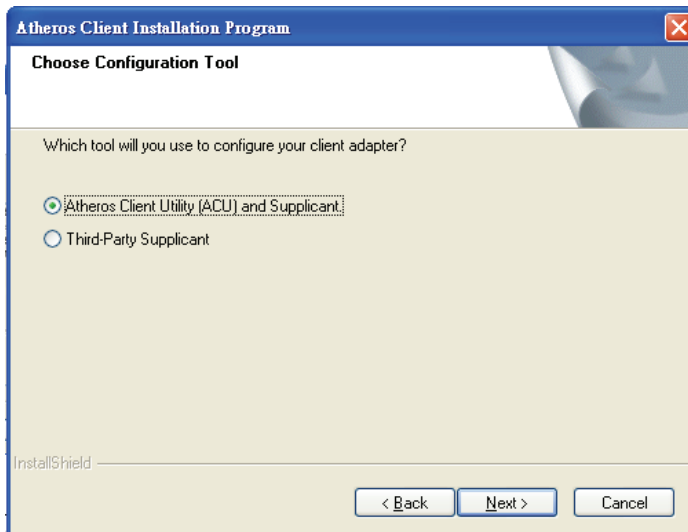 Atheros Client Installation Program
Choose Configuration Tool
Which tool will you use to configure your client adapter?
Atheros Client Utility (ACU) and Supplicant.
Third-Party Supplicant
InstallShield
< Back
Next >
Cancel